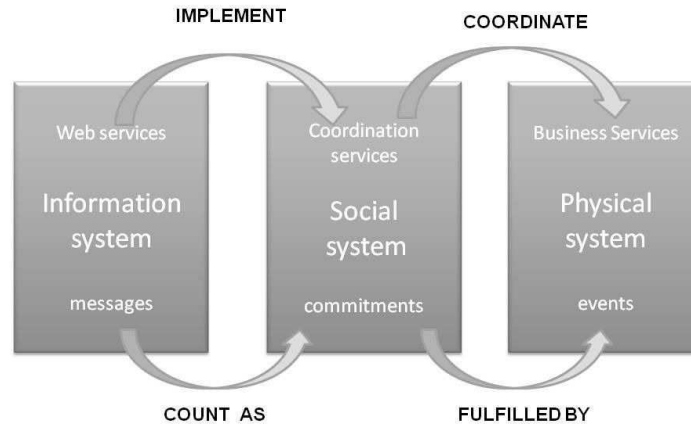 IMPLEMENT
COORDINATE
Web services
Information
system
messages
Coordination
services
Social
system
commitments
Business Services
Physical
system
events
COUNT AS
FULFILLED BY